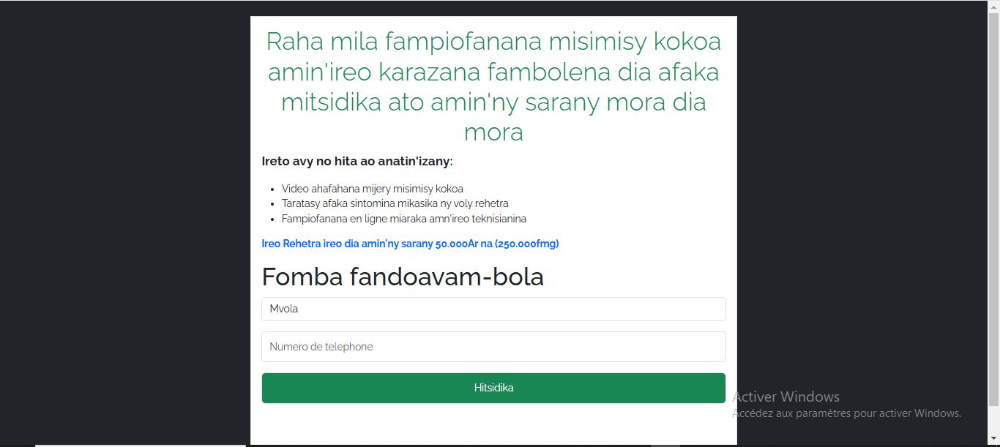 Raha mila fampiofanana misimisy kokoa
amin'ireo karazana fambolena dia afaka
mitsidika ato amin'ny sarany mora dia
mora
Ireto avy no hita ao anatin'izany:
• Video ahafahana mijery misimisy kokoa
• Taratasy afaka sintomina mikasika ny voly rehetra
• Fampiofanana en ligne miaraka amn'ireo teknisianina
Ireo Rehetra ireo dia amin'ny sarany 50.000Ar na (250.000fmg)
Fomba fandoavam-bola
Mvola
Numero de telephone
Hitsidika
Activer Windows
Accédez aux paramètres pour activer Windows.